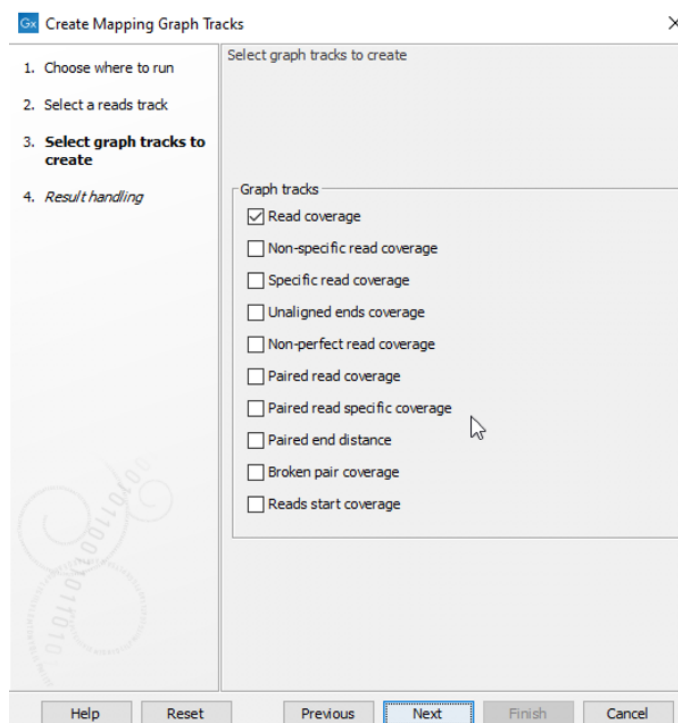 Gx Create Mapping Graph Tracks
1. Choose where to run
2. Select a reads track
3. Select graph tracks to
create
4. Result handling
Select graph tracks to create
Graph tracks
Read coverage
Non-specific read coverage
Specific read coverage
Unaligned ends coverage
Non-perfect read coverage
Paired read coverage
Paired read specific coverage
Paired end distance
Broken pair coverage
Reads start coverage
Help Reset Previous Next Finish Cancel